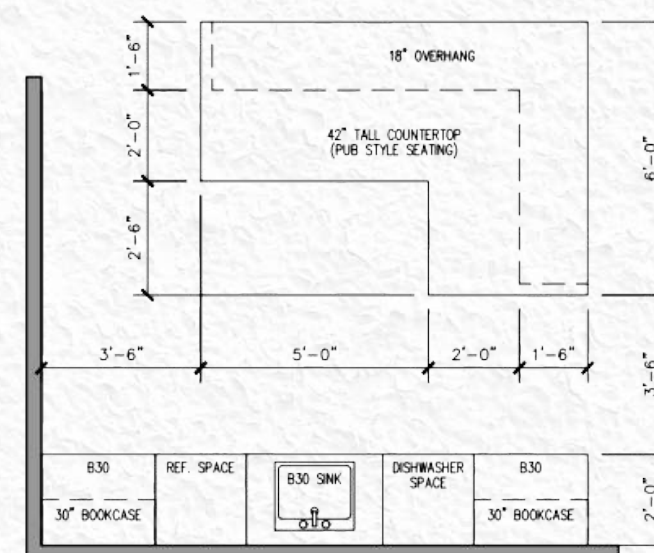 1'-6"
18" OVERHANG
2'-0"
42" TALL COUNTERTOP
(PUB STYLE SEATING)
6'-0"
2'-6"
3'-6"
5'-0"
2'-0"
1'-6"
3'-6"
B30
REF. SPACE
B30 SINK
DISHWASHER
SPACE
B30
30" BOOKCASE
30" BOOKCASE
2'-0"